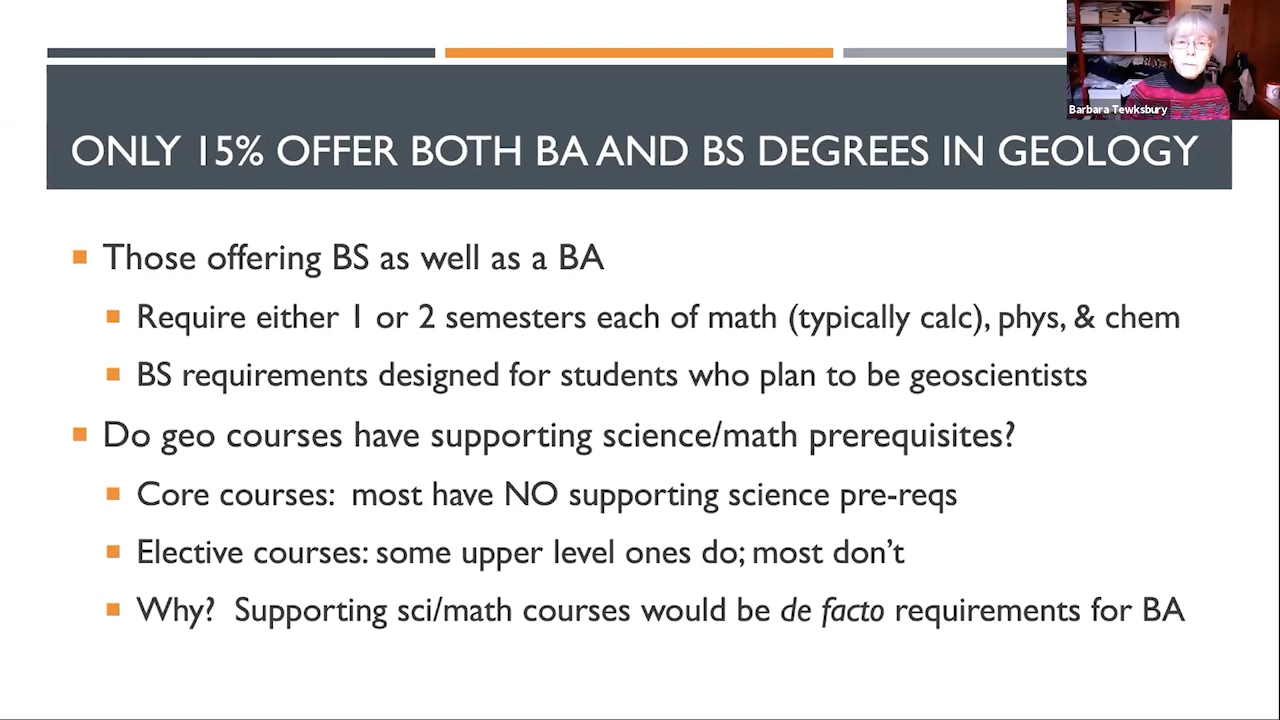 Barbara Tewksbury
ONLY 15% OFFER BOTH BA AND BS DEGREES IN GEOLOGY
Those offering BS as well as a BA
Require either 1 or 2 semesters each of math (typically calc), phys, & chem
BS requirements designed for students who plan to be geoscientists
Do geo courses have supporting science/math prerequisites?
Core courses:  most have NO supporting science pre-reqs
Elective courses: some upper level ones do; most don't
Why?  Supporting sci/math courses would be de facto requirements for BA